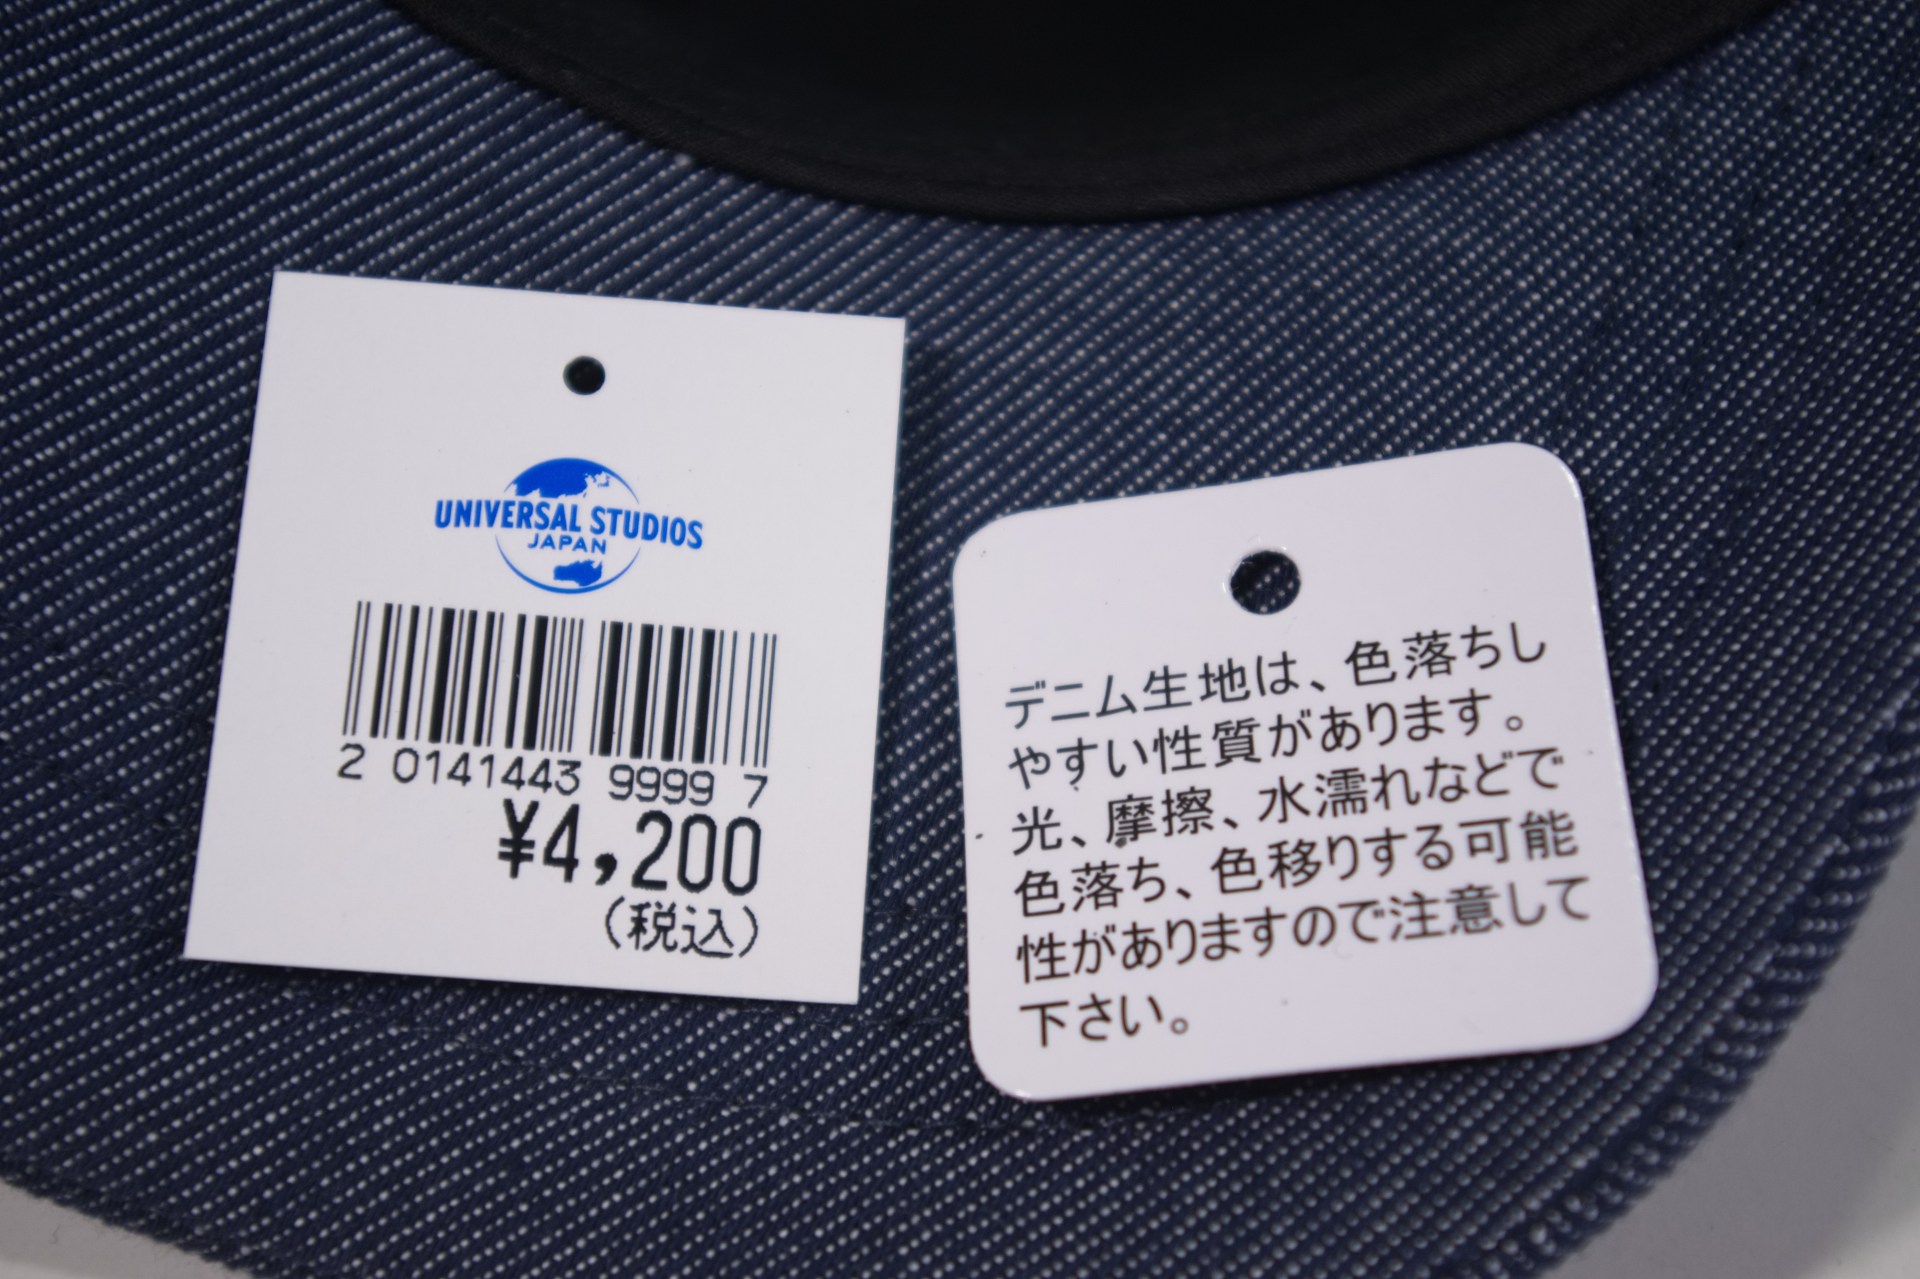 UNIVERSAL STUDIOS
JAPAN
2 0141443 9999 7
¥4,200
(税込)
デニム生地は、色落ちし
やすい性質があります。
光、摩擦、水濡れなどで
色落ち、色移りする可能
性がありますので注意して
下さい。